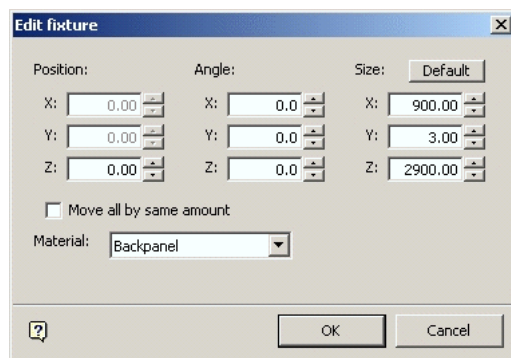 Edit fixture
Position: Angle: Size: Default
X: 0.00 X: 0.0 X: 900.00
Y: 0.00 Y: 0.0 Y: 3.00
Z: 0.00 Z: 0.0 Z: 2900.00
Move all by same amount
Material: Backpanel
? OK Cancel